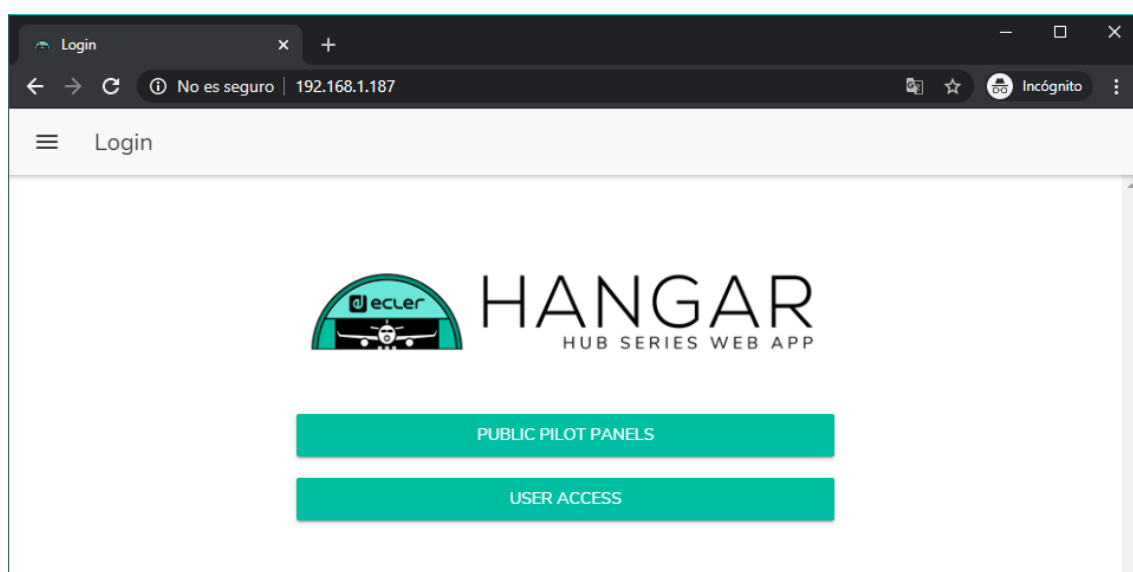 Login
No es seguro | 192.168.1.187
Incógnito
Login
ecler
HANGAR
HUB SERIES WEB APP
PUBLIC PILOT PANELS
USER ACCESS